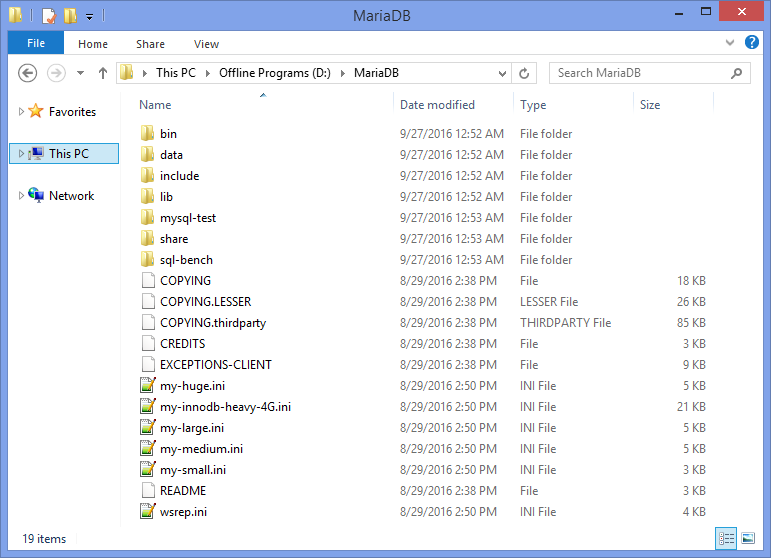 MariaDB
File Home Share View
This PC Offline Programs (D:) MariaDB Search MariaDB
Favorites
This PC
Network
Name Date modified Type Size
bin 9/27/2016 12:52 AM File folder
data 9/27/2016 12:52 AM File folder
include 9/27/2016 12:52 AM File folder
lib 9/27/2016 12:52 AM File folder
mysql-test 9/27/2016 12:53 AM File folder
share 9/27/2016 12:53 AM File folder
sql-bench 9/27/2016 12:53 AM File folder
COPYING 8/29/2016 2:38 PM File 18 KB
COPYING.LESSER 8/29/2016 2:38 PM LESSER File 26 KB
COPYING.thirdparty 8/29/2016 2:38 PM THIRDPARTY File 85 KB
CREDITS 8/29/2016 2:38 PM File 3 KB
EXCEPTIONS-CLIENT 8/29/2016 2:38 PM File 9 KB
my-huge.ini 8/29/2016 2:50 PM INI File 5 KB
my-innodb-heavy-4G.ini 8/29/2016 2:50 PM INI File 21 KB
my-large.ini 8/29/2016 2:50 PM INI File 5 KB
my-medium.ini 8/29/2016 2:50 PM INI File 5 KB
my-small.ini 8/29/2016 2:50 PM INI File 3 KB
README 8/29/2016 2:38 PM File 3 KB
wsrep.ini 8/29/2016 2:50 PM INI File 4 KB
19 items